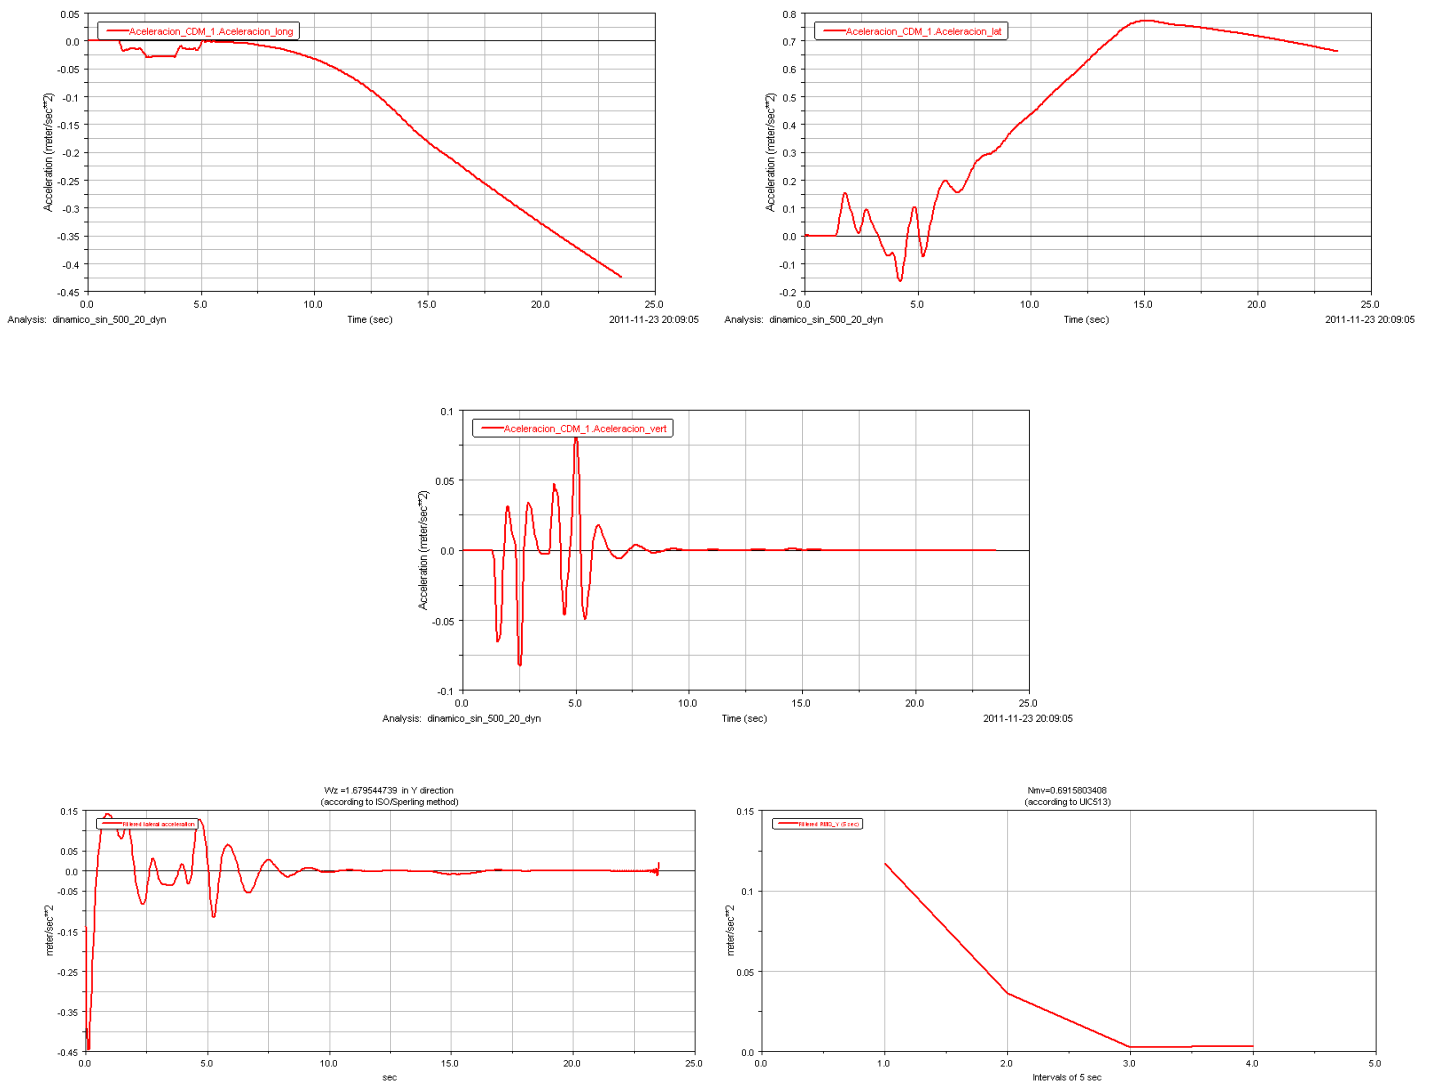 Aceleracion_CDM_1.Aceleracion_long
Acceleration (meter/sec**2)
0.05
0.0
-0.05
-0.1
-0.15
-0.2
-0.25
-0.3
-0.35
-0.4
-0.45
0.0 5.0 10.0 15.0 20.0 25.0
Analysis: dinamico_sin_500_20_dyn Time (sec) 2011-11-23 20:09:05
Aceleracion_CDM_1.Aceleracion_lat
Acceleration (meter/sec**2)
0.8
0.7
0.6
0.5
0.4
0.3
0.2
0.1
0.0
-0.1
-0.2
0.0 5.0 10.0 15.0 20.0 25.0
Analysis: dinamico_sin_500_20_dyn Time (sec) 2011-11-23 20:09:05
Aceleracion_CDM_1.Aceleracion_vert
Acceleration (meter/sec**2)
0.1
0.05
0.0
-0.05
-0.1
0.0 5.0 10.0 15.0 20.0 25.0
Analysis: dinamico_sin_500_20_dyn Time (sec) 2011-11-23 20:09:05
Wz =1.679544739 in Y direction
(according to ISO/Sperling method)
Filtered lateral acceleration
meter/sec**2
0.15
0.05
0.0
-0.05
-0.15
-0.25
-0.35
-0.45
0.0 5.0 10.0 15.0 20.0 25.0
sec
Nmv=0.6915803408
(according to UIC513)
Filtered RMS_Y (5 sec)
meter/sec**2
0.15
0.1
0.05
0.0
0.0 1.0 2.0 3.0 4.0 5.0
Intervals of 5 sec